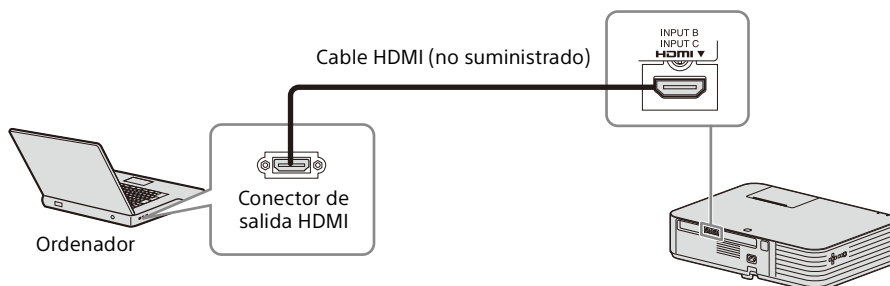 INPUT B
INPUT C
HDMI ▼
Cable HDMI (no suministrado)
Conector de
salida HDMI
Ordenador